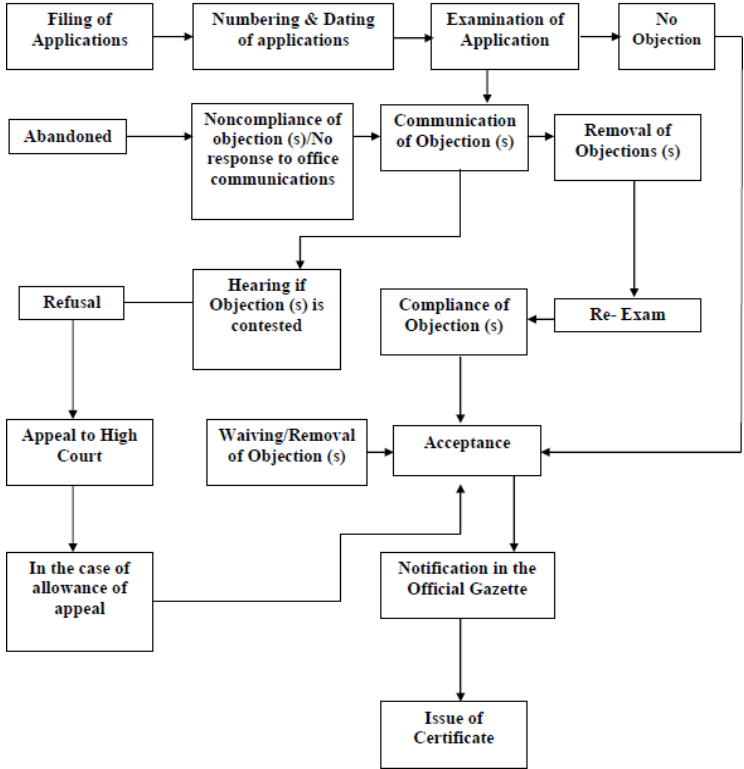 Filing of
Applications
Numbering & Dating
of applications
Examination of
Application
No
Objection
Abandoned
Noncompliance of
objection (s)/No
response to office
communications
Communication
of Objection (s)
Removal of
Objections (s)
Refusal
Hearing if
Objection (s) is
contested
Compliance of
Objection (s)
Re- Exam
Appeal to High
Court
Waiving/Removal
of Objection (s)
Acceptance
In the case of
allowance of
appeal
Notification in the
Official Gazette
Issue of
Certificate